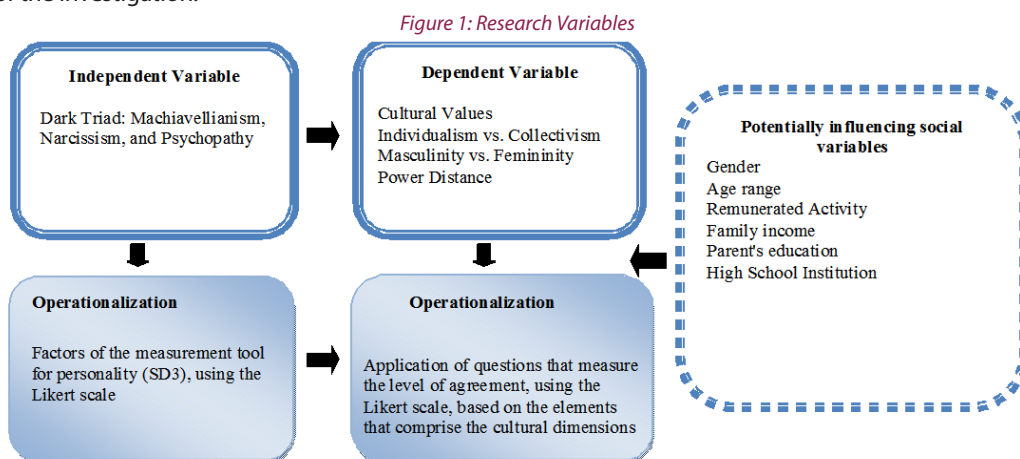 of the investigation.
Figure 1: Research Variables
Independent Variable
Dark Triad: Machiavellianism,
Narcissism, and Psychopathy
Dependent Variable
Cultural Values
Individualism vs. Collectivism
Masculinity vs. Femininity
Power Distance
Potentially influencing social
variables
Gender
Age range
Remunerated Activity
Family income
Parent's education
High School Institution
Operationalization
Factors of the measurement tool
for personality (SD3), using the
Likert scale
Operationalization
Application of questions that measure
the level of agreement, using the
Likert scale, based on the elements
that comprise the cultural dimensions